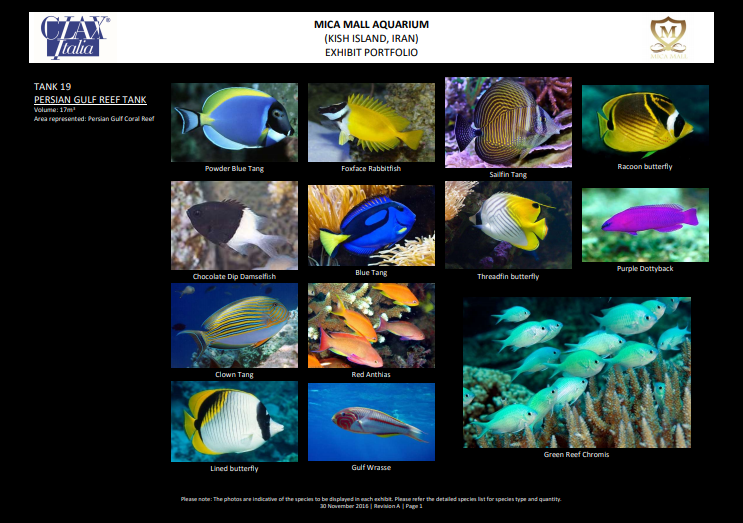 CLAX®
Italia
MICA MALL AQUARIUM
(KISH ISLAND, IRAN)
EXHIBIT PORTFOLIO
M
MICA MALL
TANK 19
PERSIAN GULF REEF TANK
Volume: 17m³
Area represented: Persian Gulf Coral Reef
Powder Blue Tang
Foxface Rabbitfish
Sailfin Tang
Racoon butterfly
Chocolate Dip Damselfish
Blue Tang
Threadfin butterfly
Purple Dottyback
Clown Tang
Red Anthias
Green Reef Chromis
Lined butterfly
Gulf Wrasse
Please note: The photos are indicative of the species to be displayed in each exhibit. Please refer the detailed species list for species type and quantity.
30 November 2016 | Revision A | Page 1